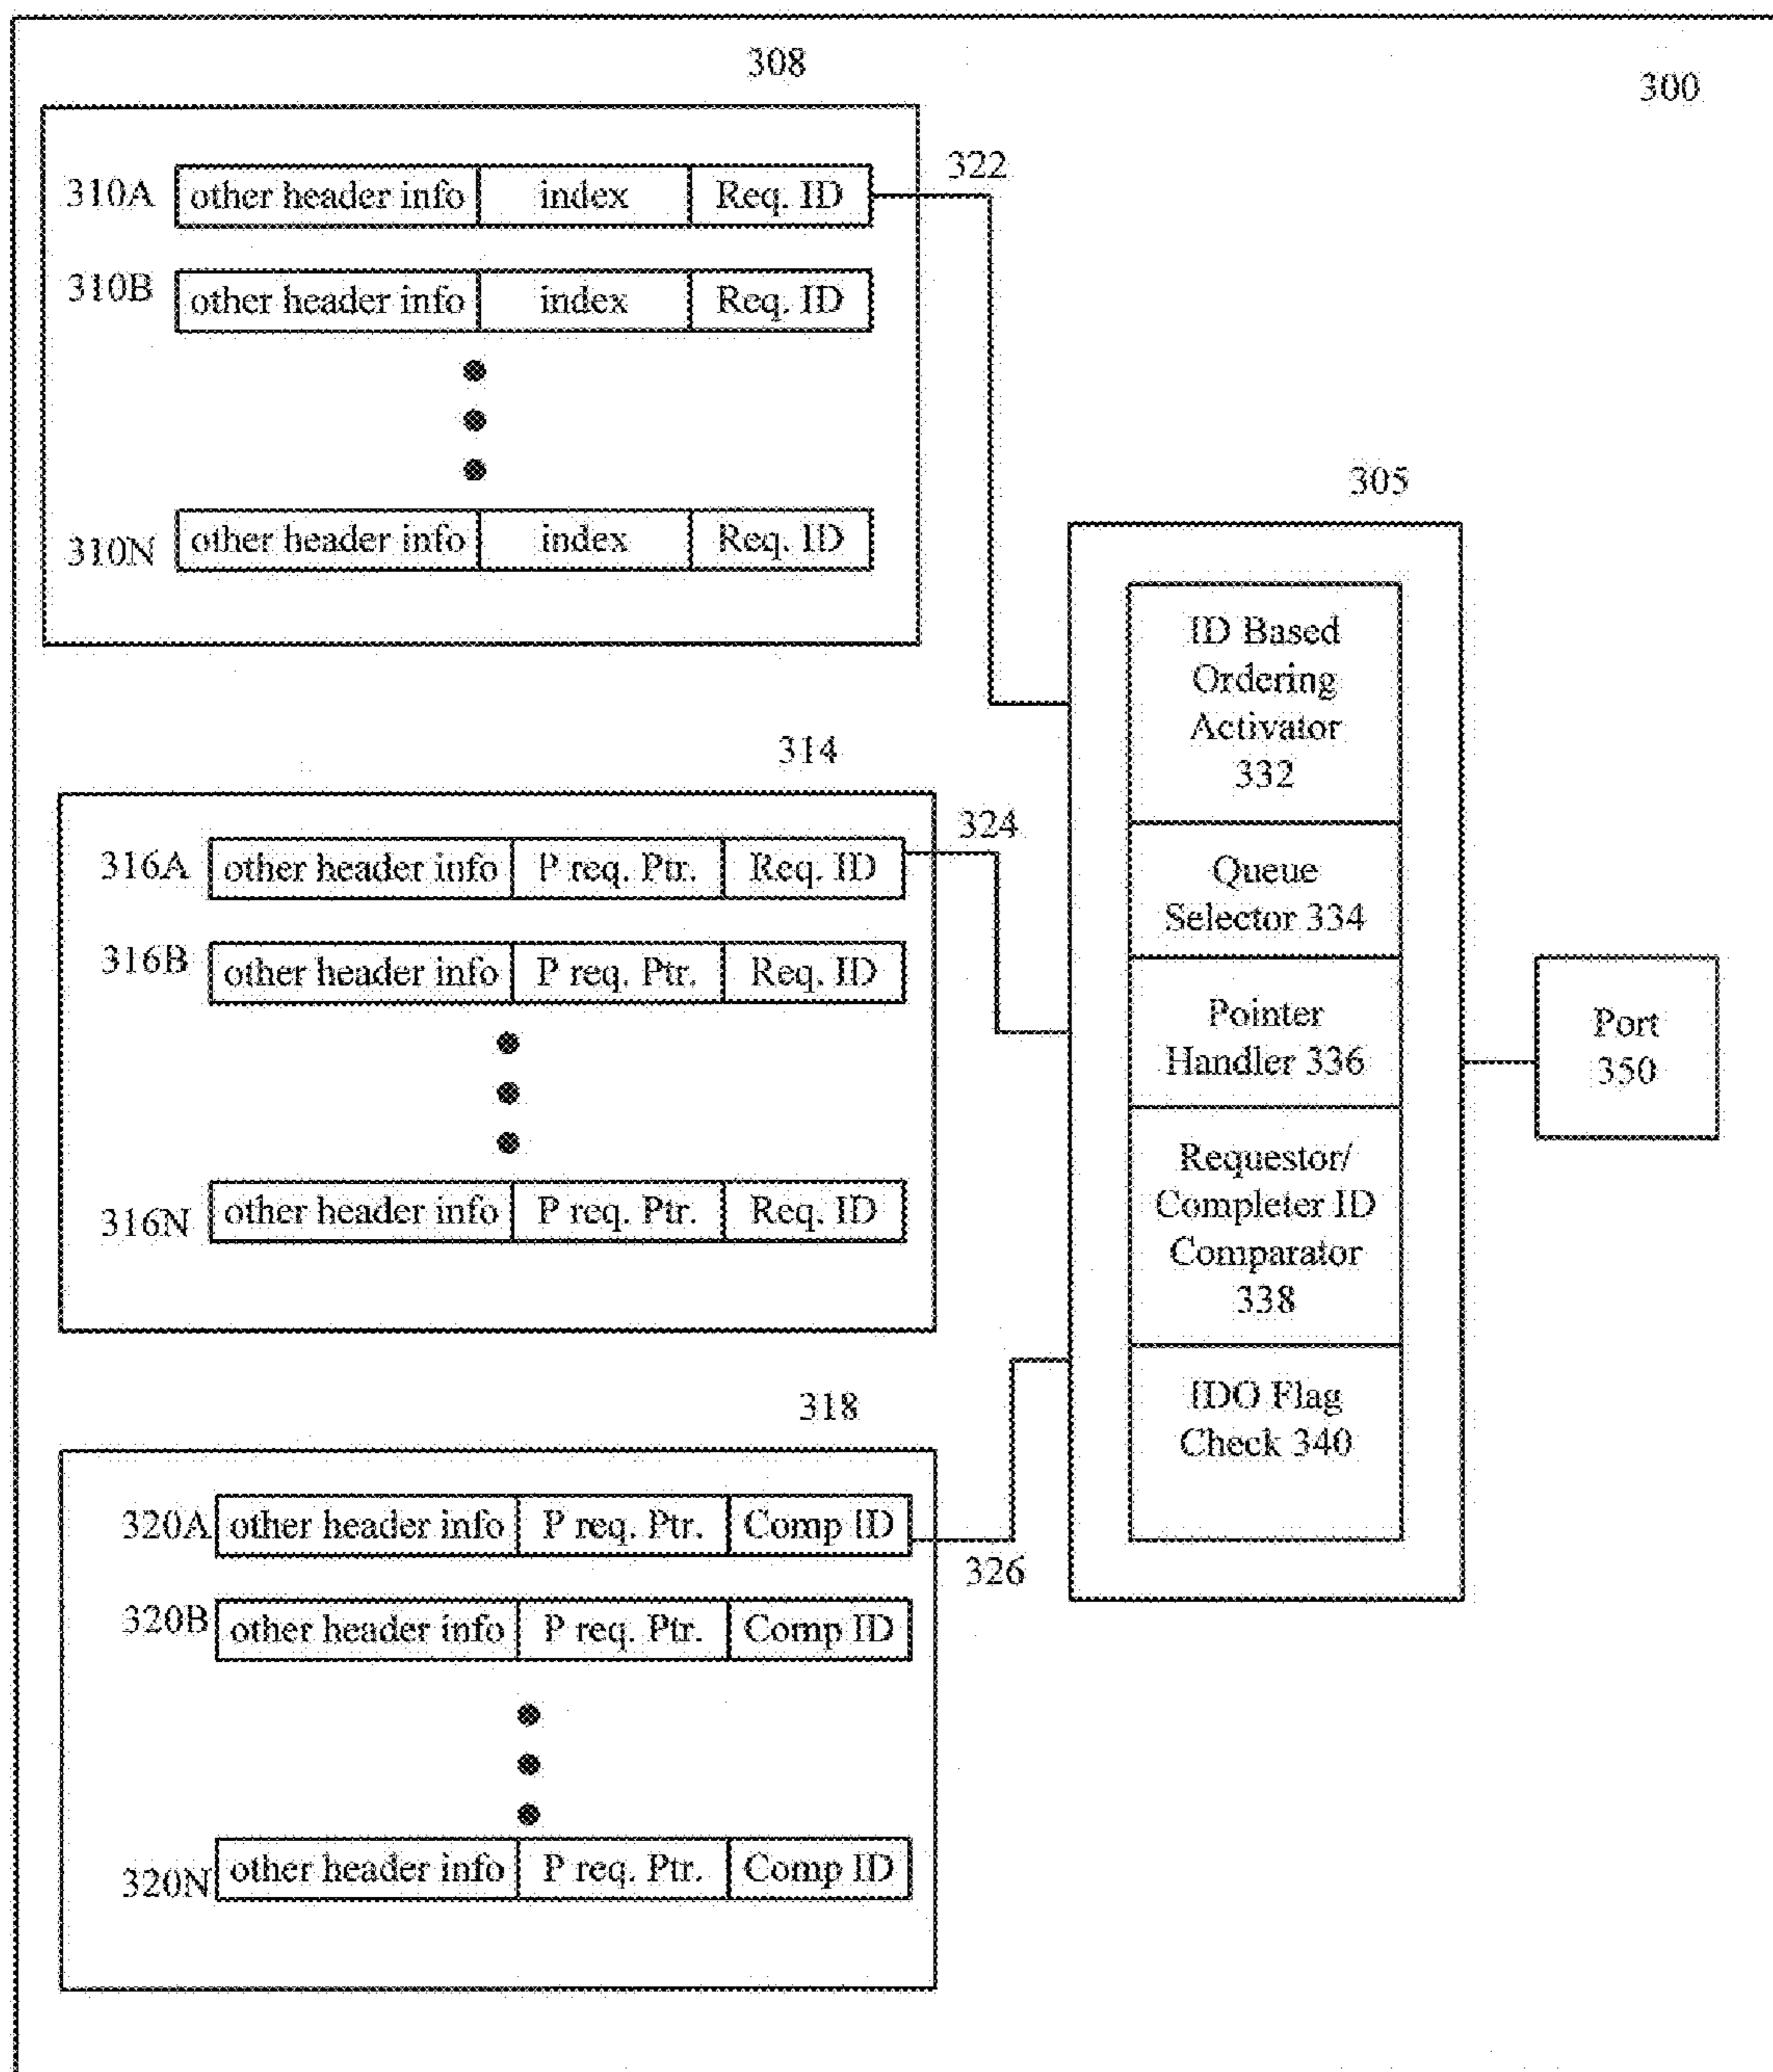 300
308
310A other header info index Req. ID
322
310B other header info index Req. ID
310N other header info index Req. ID
314
316A other header info P req. Ptr. Req. ID
324
316B other header info P req. Ptr. Req. ID
316N other header info P req. Ptr. Req. ID
318
320A other header info P req. Ptr. Comp ID
326
320B other header info P req. Ptr. Comp ID
320N other header info P req. Ptr. Comp ID
305
ID Based
Ordering
Activator
332
Queue
Selector 334
Pointer
Handler 336
Requestor/
Completer ID
Comparator
338
IDO Flag
Check 340
Port
350